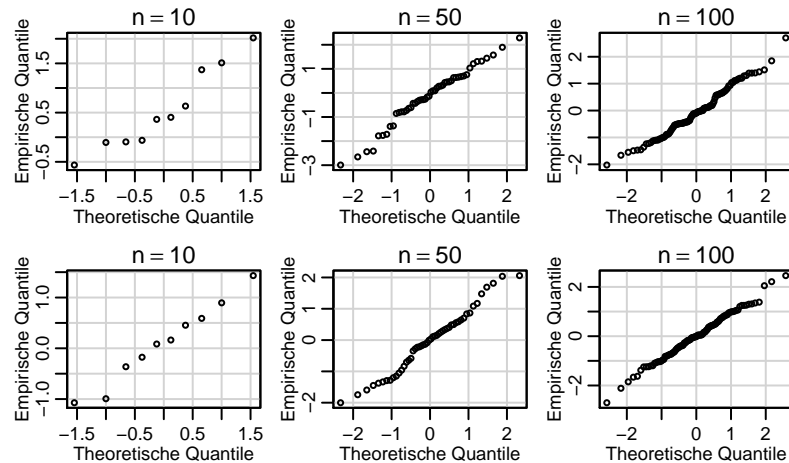 n = 10
Empirische Quantile
1.5
0.5
−0.5
−1.5
−0.5
0.5
1.5
Theoretische Quantile
n = 50
Empirische Quantile
1
−1
−3
−2
−1
0
1
2
Theoretische Quantile
n = 100
Empirische Quantile
2
1
0
−2
−2
0
1
2
Theoretische Quantile
n = 10
Empirische Quantile
1.0
0.0
−1.0
−1.5
−0.5
0.5
1.5
Theoretische Quantile
n = 50
Empirische Quantile
2
1
0
−2
−2
−1
0
1
2
Theoretische Quantile
n = 100
Empirische Quantile
2
0
−2
−2
0
1
2
Theoretische Quantile